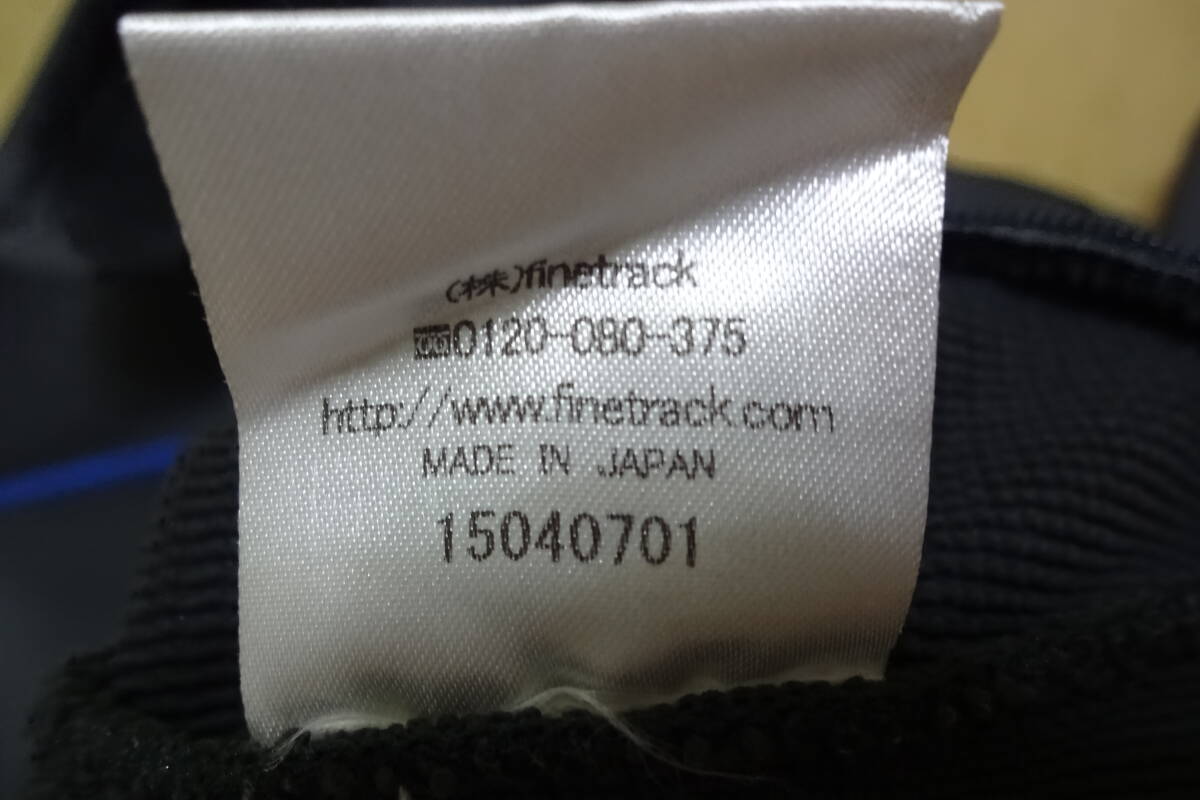 (株)finetrack
0120-080-375
http://www.finetrack.com
MADE IN JAPAN
15040701